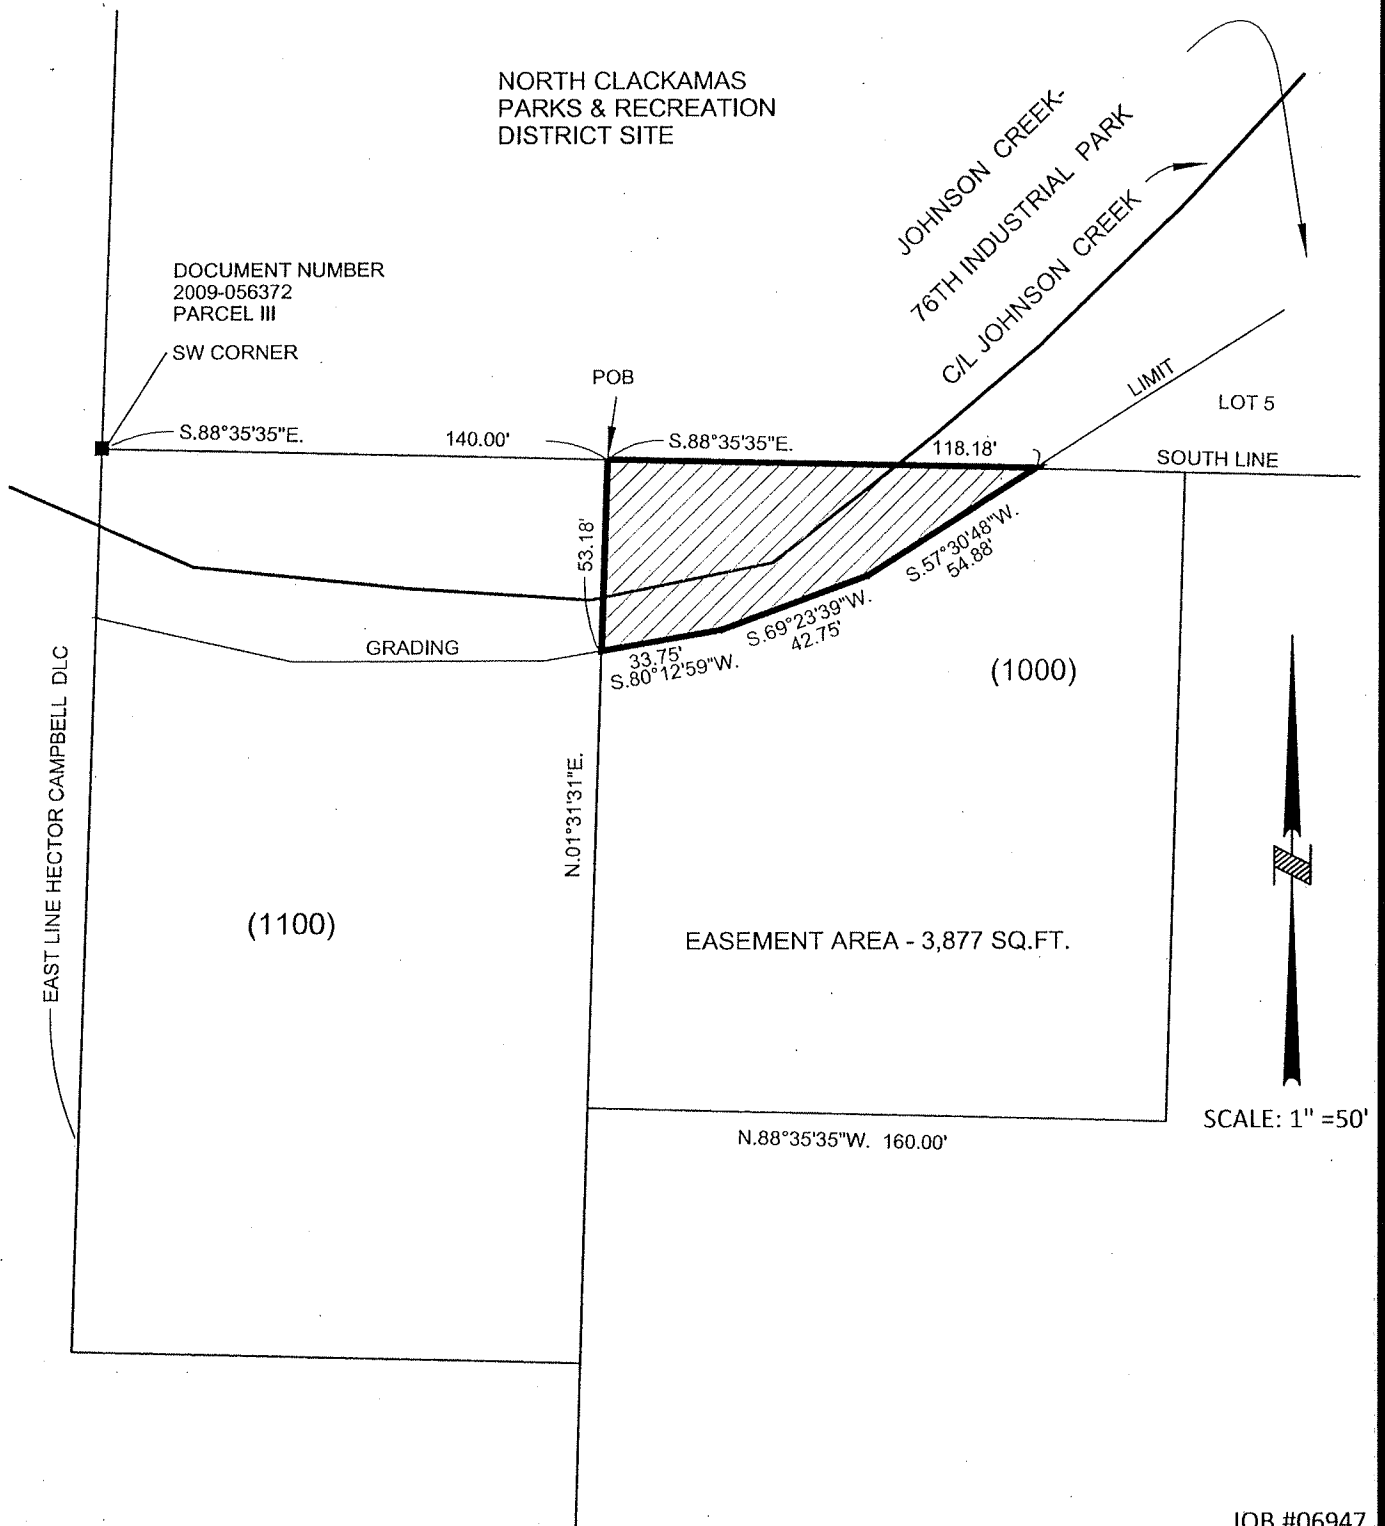 NORTH CLACKAMAS
PARKS & RECREATION
DISTRICT SITE
JOHNSON CREEK-
76TH INDUSTRIAL PARK
C/L JOHNSON CREEK
DOCUMENT NUMBER
2009-056372
PARCEL III
SW CORNER
POB
LIMIT
LOT 5
S.88°35'35"E.
140.00'
S.88°35'35"E.
118.18'
SOUTH LINE
53.18'
S.57°30'48"W.
54.88'
S.69°23'39"W.
42.75'
33.75'
S.80°12'59"W.
GRADING
(1000)
EAST LINE HECTOR CAMPBELL DLC
N.01°31'31"E.
(1100)
EASEMENT AREA - 3,877 SQ.FT.
N
SCALE: 1" =50'
N.88°35'35"W. 160.00'
JOB #06947